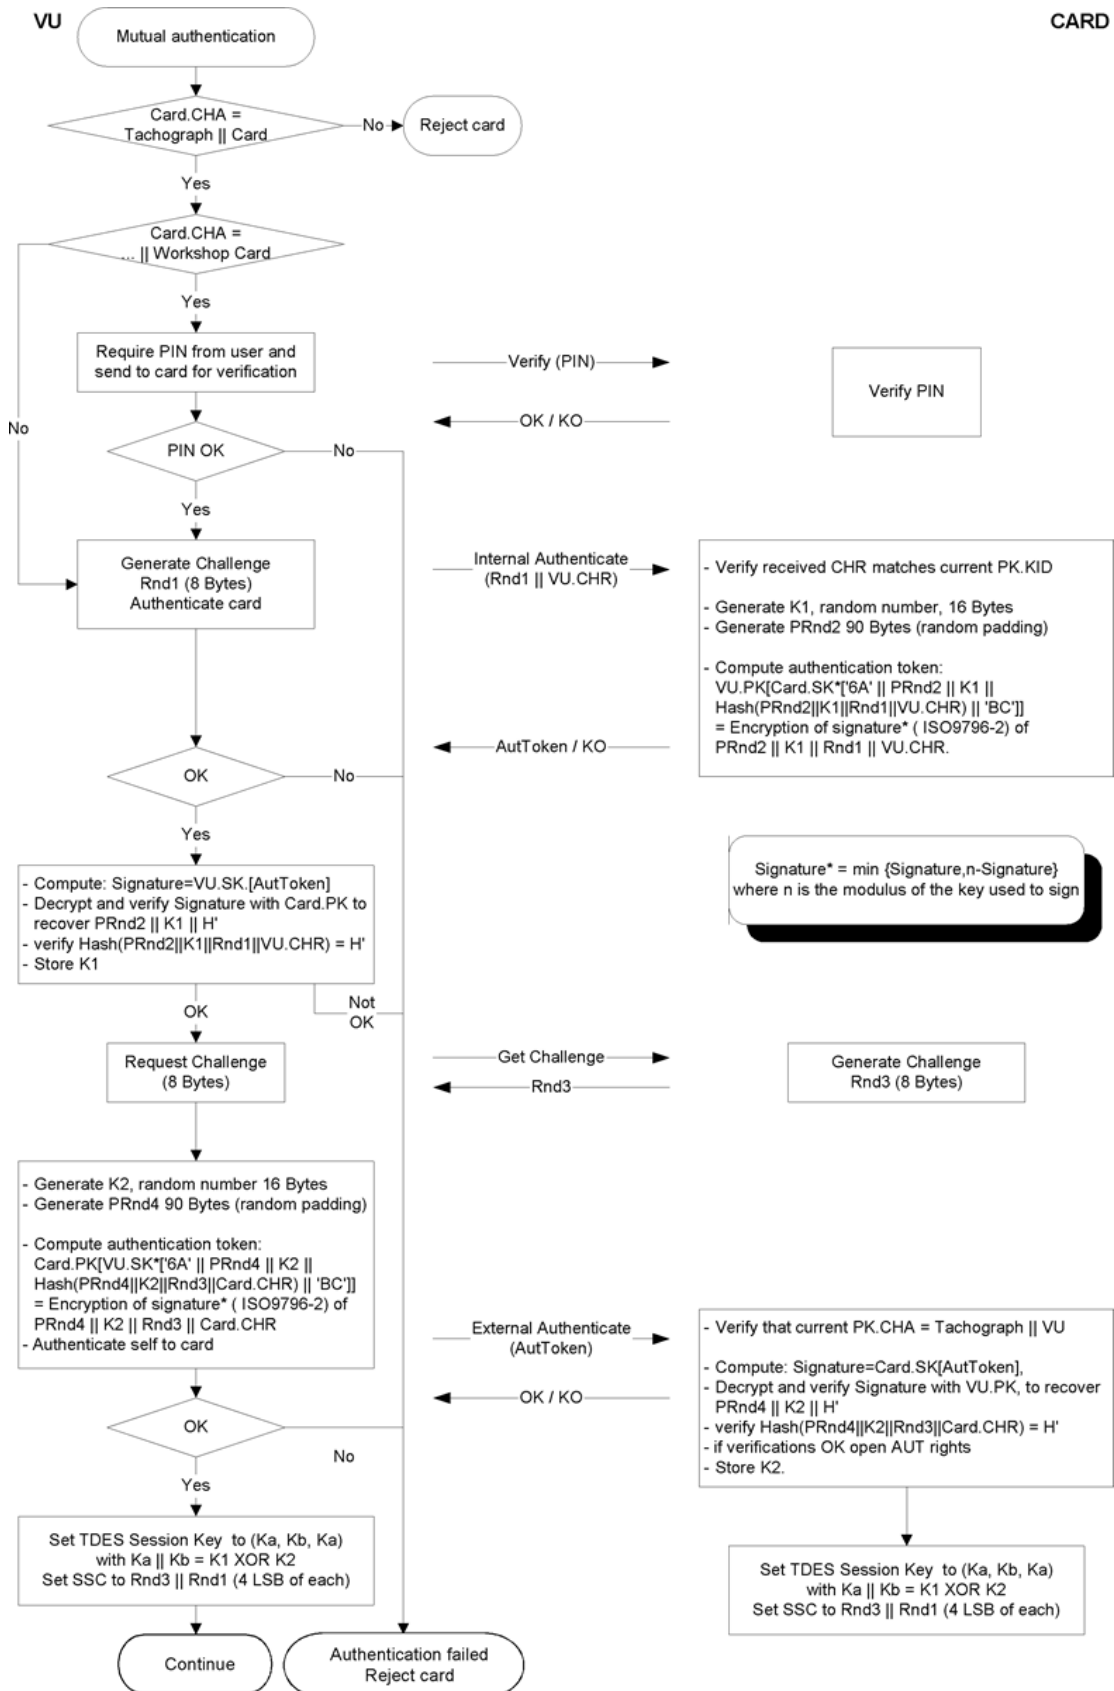 VU
CARD
Mutual authentication
Card.CHA =
Tachograph || Card
No
Reject card
Yes
Card.CHA =
... || Workshop Card
Yes
No
Require PIN from user and
send to card for verification
Verify (PIN)
Verify PIN
OK / KO
PIN OK
No
Yes
Generate Challenge
Rnd1 (8 Bytes)
Authenticate card
Internal Authenticate
(Rnd1 || VU.CHR)
- Verify received CHR matches current PK.KID
- Generate K1, random number, 16 Bytes
- Generate PRnd2 90 Bytes (random padding)
- Compute authentication token:
VU.PK[Card.SK*['6A' || PRnd2 || K1 ||
Hash(PRnd2||K1||Rnd1||VU.CHR) || 'BC']]
= Encryption of signature* ( ISO9796-2) of
PRnd2 || K1 || Rnd1 || VU.CHR.
AutToken / KO
OK
No
Yes
Signature* = min {Signature,n-Signature}
where n is the modulus of the key used to sign
- Compute: Signature=VU.SK.[AutToken]
- Decrypt and verify Signature with Card.PK to
recover PRnd2 || K1 || H'
- verify Hash(PRnd2||K1||Rnd1||VU.CHR) = H'
- Store K1
OK
Not
OK
Request Challenge
(8 Bytes)
Get Challenge
Rnd3
Generate Challenge
Rnd3 (8 Bytes)
- Generate K2, random number 16 Bytes
- Generate PRnd4 90 Bytes (random padding)
- Compute authentication token:
Card.PK[VU.SK*['6A' || PRnd4 || K2 ||
Hash(PRnd4||K2||Rnd3||Card.CHR) || 'BC']]
= Encryption of signature* ( ISO9796-2) of
PRnd4 || K2 || Rnd3 || Card.CHR
- Authenticate self to card
External Authenticate
(AutToken)
OK / KO
- Verify that current PK.CHA = Tachograph || VU
- Compute: Signature=Card.SK[AutToken],
- Decrypt and verify Signature with VU.PK, to recover
PRnd4 || K2 || H'
- verify Hash(PRnd4||K2||Rnd3||Card.CHR) = H'
- if verifications OK open AUT rights
- Store K2.
OK
No
Yes
Set TDES Session Key to (Ka, Kb, Ka)
with Ka || Kb = K1 XOR K2
Set SSC to Rnd3 || Rnd1 (4 LSB of each)
Set TDES Session Key to (Ka, Kb, Ka)
with Ka || Kb = K1 XOR K2
Set SSC to Rnd3 || Rnd1 (4 LSB of each)
Continue
Authentication failed
Reject card